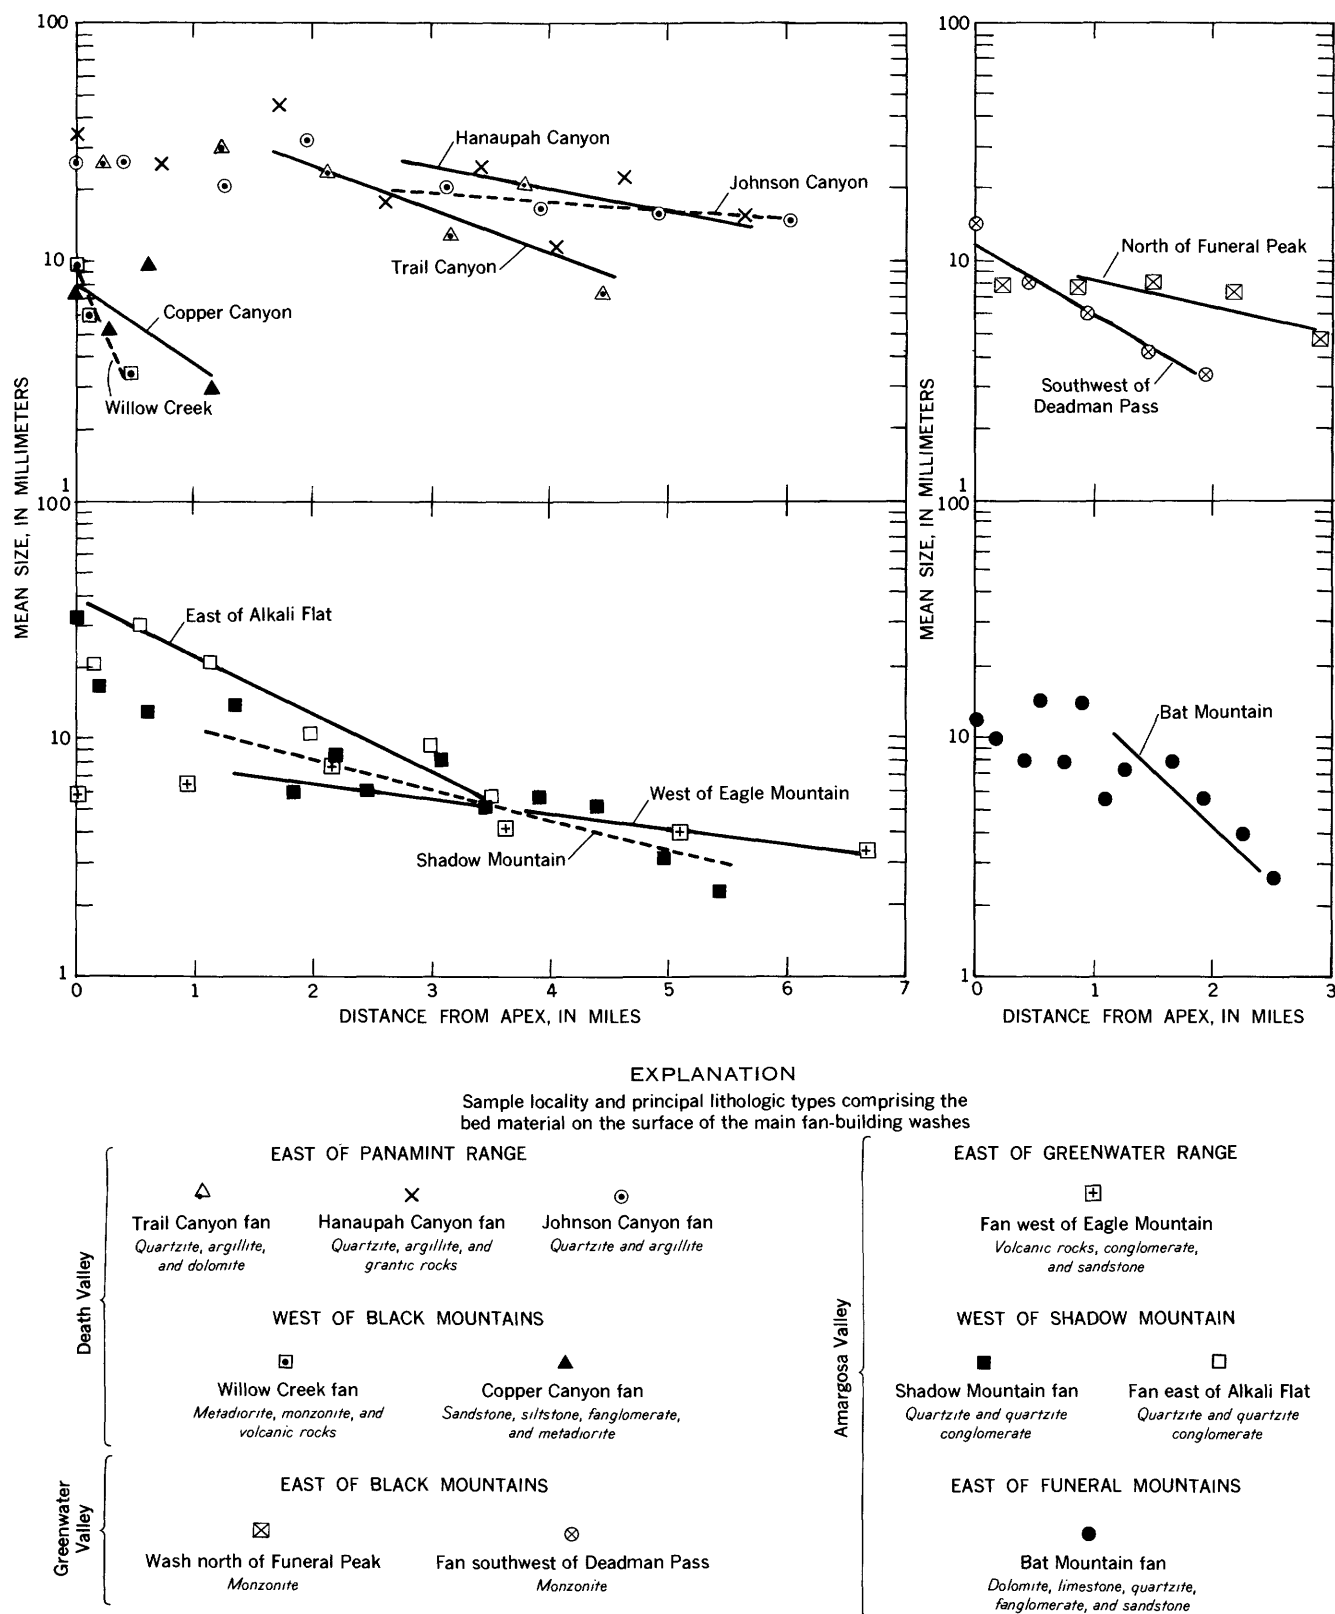 100
Hanaupah Canyon
Johnson Canyon
Trail Canyon
10
Copper Canyon
Willow Creek
MEAN SIZE, IN MILLIMETERS
1
100
East of Alkali Flat
10
West of Eagle Mountain
Shadow Mountain
1
0 1 2 3 4 5 6 7
DISTANCE FROM APEX, IN MILES
100
North of Funeral Peak
10
Southwest of
Deadman Pass
MEAN SIZE, IN MILLIMETERS
1
100
Bat Mountain
10
1
0 1 2 3
DISTANCE FROM APEX, IN MILES
EXPLANATION
Sample locality and principal lithologic types comprising the
bed material on the surface of the main fan-building washes
Death Valley
EAST OF PANAMINT RANGE
Trail Canyon fan
Quartzite, argillite,
and dolomite
Hanaupah Canyon fan
Quartzite, argillite, and
grantic rocks
Johnson Canyon fan
Quartzite and argillite
WEST OF BLACK MOUNTAINS
Willow Creek fan
Metadiorite, monzonite, and
volcanic rocks
Copper Canyon fan
Sandstone, siltstone, fanglomerate,
and metadiorite
Greenwater
Valley
EAST OF BLACK MOUNTAINS
Wash north of Funeral Peak
Monzonite
Fan southwest of Deadman Pass
Monzonite
Amargosa Valley
EAST OF GREENWATER RANGE
Fan west of Eagle Mountain
Volcanic rocks, conglomerate,
and sandstone
WEST OF SHADOW MOUNTAIN
Shadow Mountain fan
Quartzite and quartzite
conglomerate
Fan east of Alkali Flat
Quartzite and quartzite
conglomerate
EAST OF FUNERAL MOUNTAINS
Bat Mountain fan
Dolomite, limestone, quartzite,
fanglomerate, and sandstone